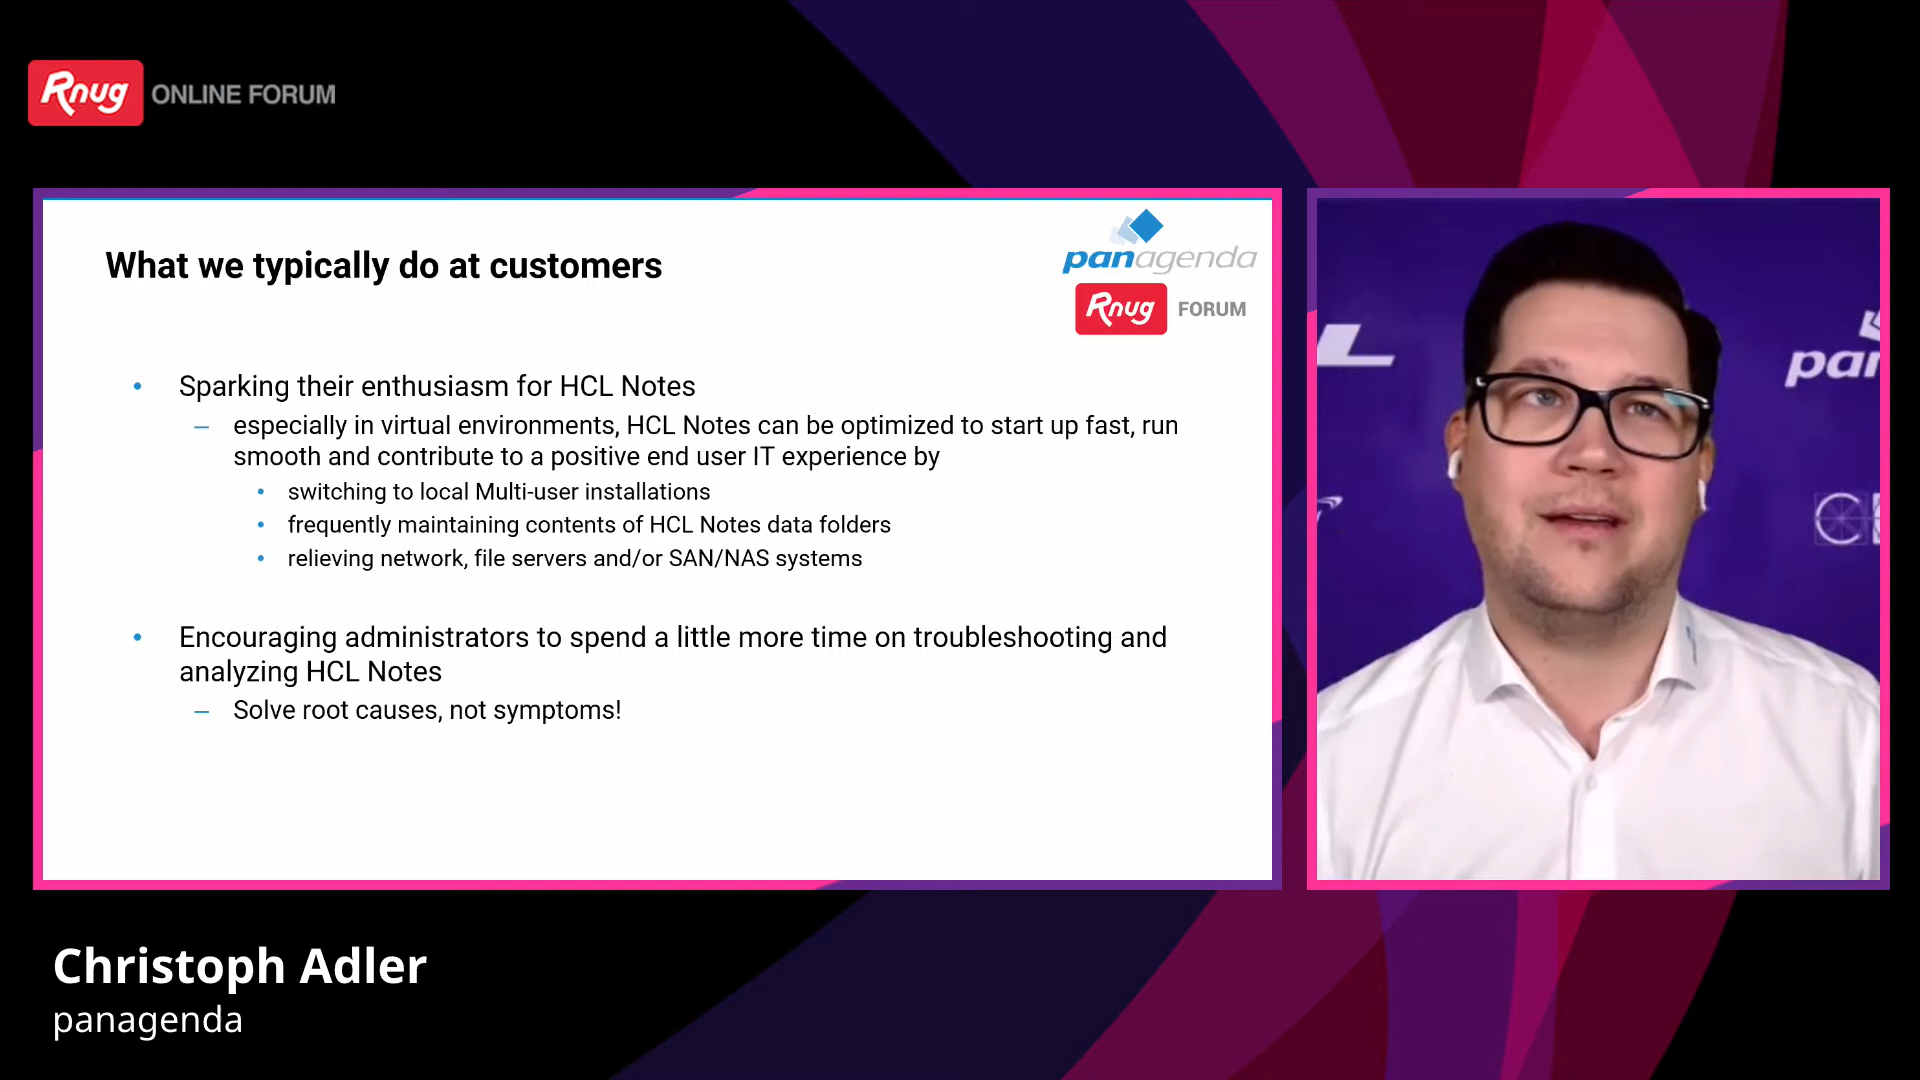 Rnug ONLINE FORUM
What we typically do at customers
panagenda
Rnug FORUM
• Sparking their enthusiasm for HCL Notes
– especially in virtual environments, HCL Notes can be optimized to start up fast, run
smooth and contribute to a positive end user IT experience by
• switching to local Multi-user installations
• frequently maintaining contents of HCL Notes data folders
• relieving network, file servers and/or SAN/NAS systems
• Encouraging administrators to spend a little more time on troubleshooting and
analyzing HCL Notes
– Solve root causes, not symptoms!
L
pan
C
Christoph Adler
panagenda